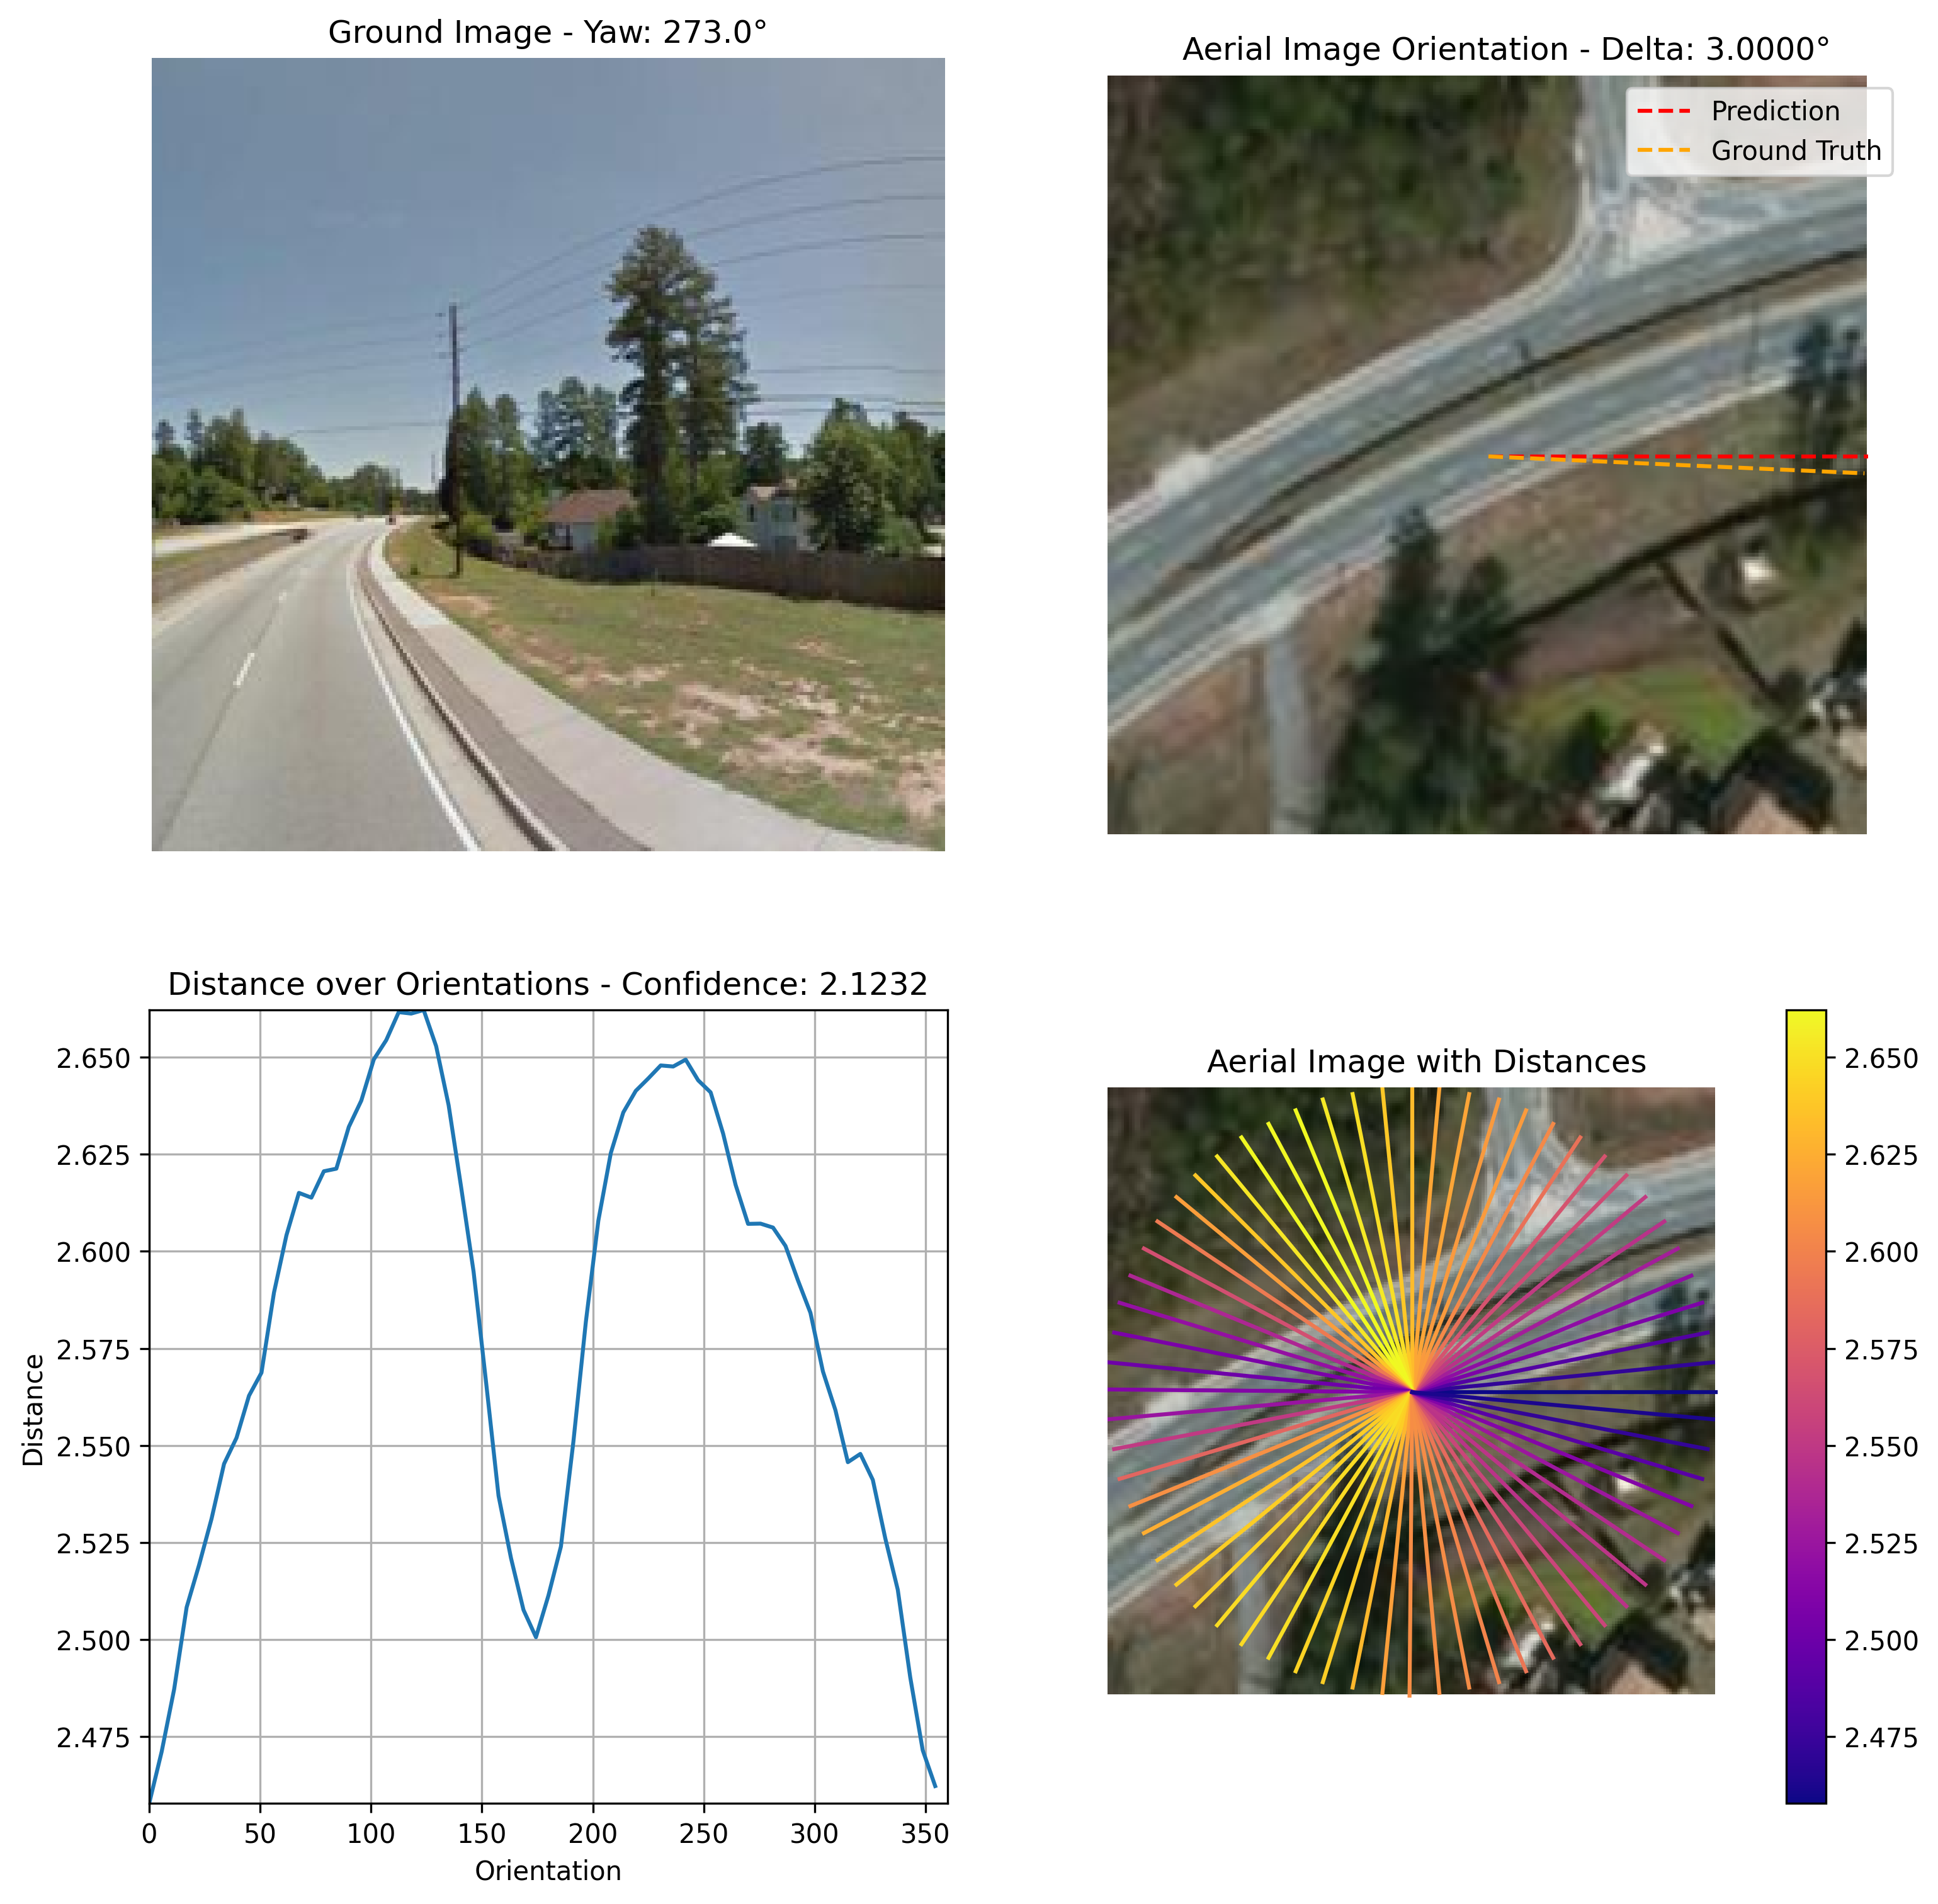 Ground Image - Yaw: 273.0°
Aerial Image Orientation - Delta: 3.0000°
Prediction
Ground Truth
Distance over Orientations - Confidence: 2.1232
2.650
2.625
2.600
2.575
2.550
2.525
2.500
2.475
Distance
0 50 100 150 200 250 300 350
Orientation
Aerial Image with Distances
2.650
2.625
2.600
2.575
2.550
2.525
2.500
2.475